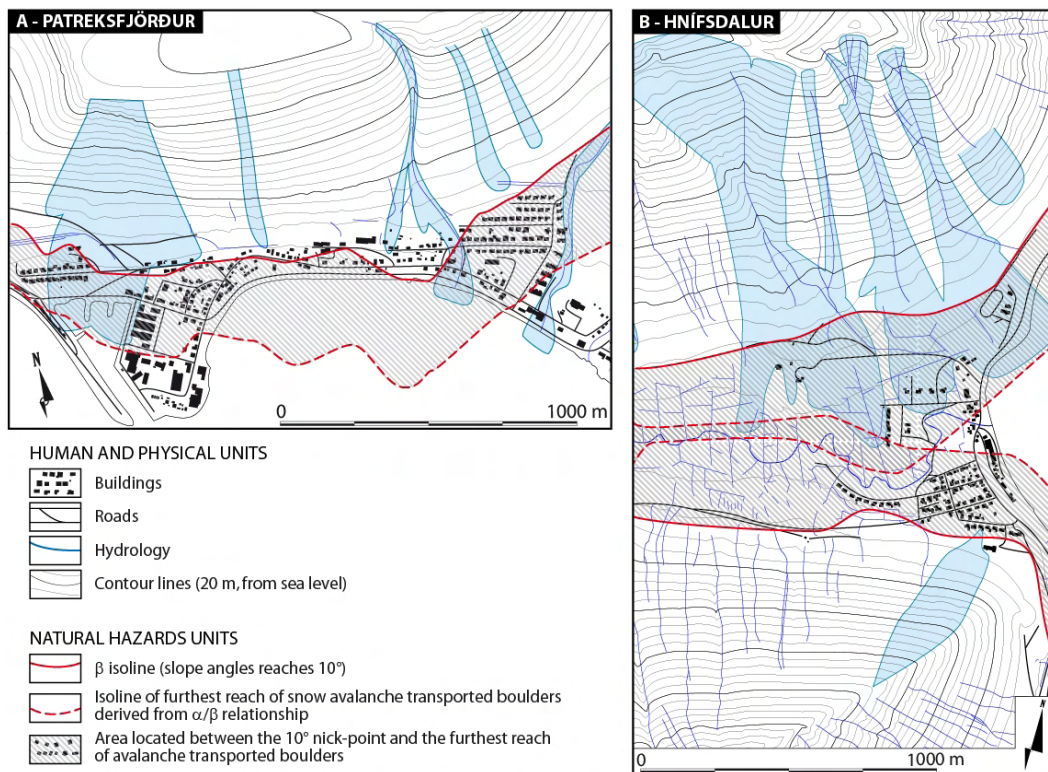 A - PATREKSFJÖRÐUR
N
0 1000 m
B - HNÍFSDALUR
0 1000 m
N
HUMAN AND PHYSICAL UNITS
Buildings
Roads
Hydrology
Contour lines (20 m, from sea level)
NATURAL HAZARDS UNITS
β isoline (slope angles reaches 10°)
Isoline of furthest reach of snow avalanche transported boulders
derived from α/β relationship
Area located between the 10° nick-point and the furthest reach
of avalanche transported boulders